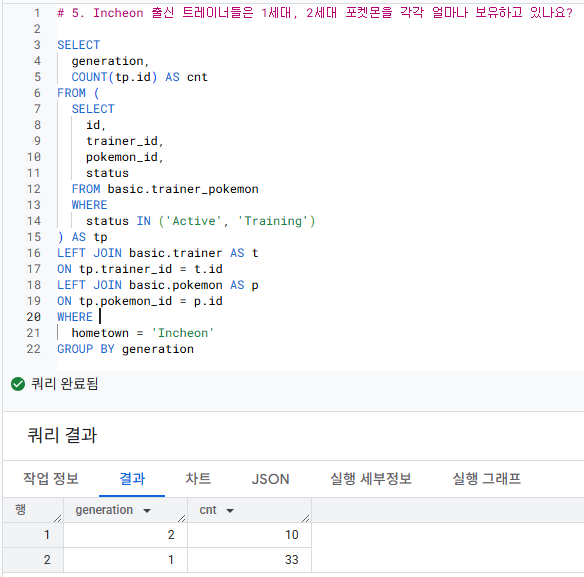 1 # 5. Incheon 출신 트레이너들은 1세대, 2세대 포켓몬을 각각 얼마나 보유하고 있나요?
2
3 SELECT
4 generation,
5 COUNT(tp.id) AS cnt
6 FROM (
7 SELECT
8 id,
9 trainer_id,
10 pokemon_id,
11 status
12 FROM basic.trainer_pokemon
13 WHERE
14 status IN ('Active', 'Training')
15 ) AS tp
16 LEFT JOIN basic.trainer AS t
17 ON tp.trainer_id = t.id
18 LEFT JOIN basic.pokemon AS p
19 ON tp.pokemon_id = p.id
20 WHERE
21 hometown = 'Incheon'
22 GROUP BY generation
쿼리 완료됨
쿼리 결과
작업 정보 결과 차트 JSON 실행 세부정보 실행 그래프
행 generation cnt
1 2 10
2 1 33